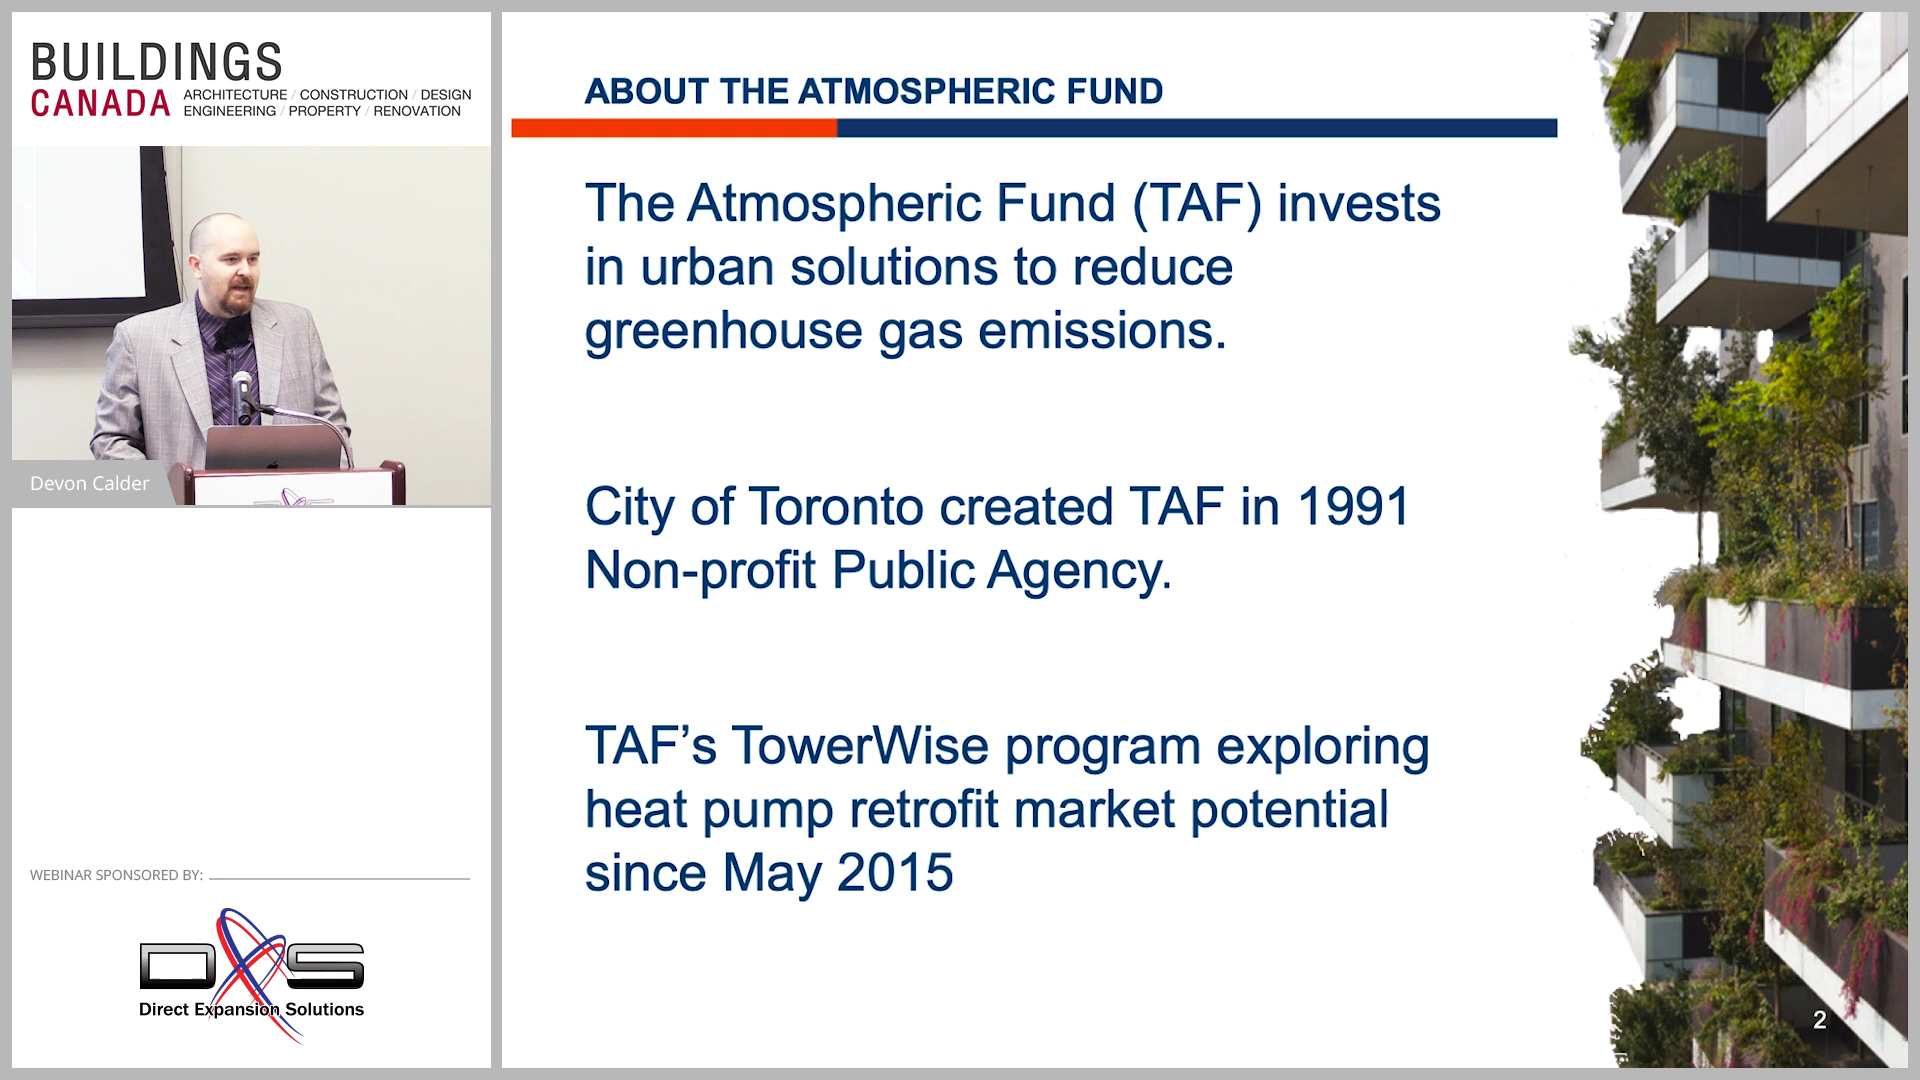 BUILDINGS
CANADA
ARCHITECTURE / CONSTRUCTION / DESIGN
ENGINEERING / PROPERTY / RENOVATION
Devon Calder
WEBINAR SPONSORED BY:
DXS
Direct Expansion Solutions
ABOUT THE ATMOSPHERIC FUND
The Atmospheric Fund (TAF) invests
in urban solutions to reduce
greenhouse gas emissions.
City of Toronto created TAF in 1991
Non-profit Public Agency.
TAF’s TowerWise program exploring
heat pump retrofit market potential
since May 2015
2